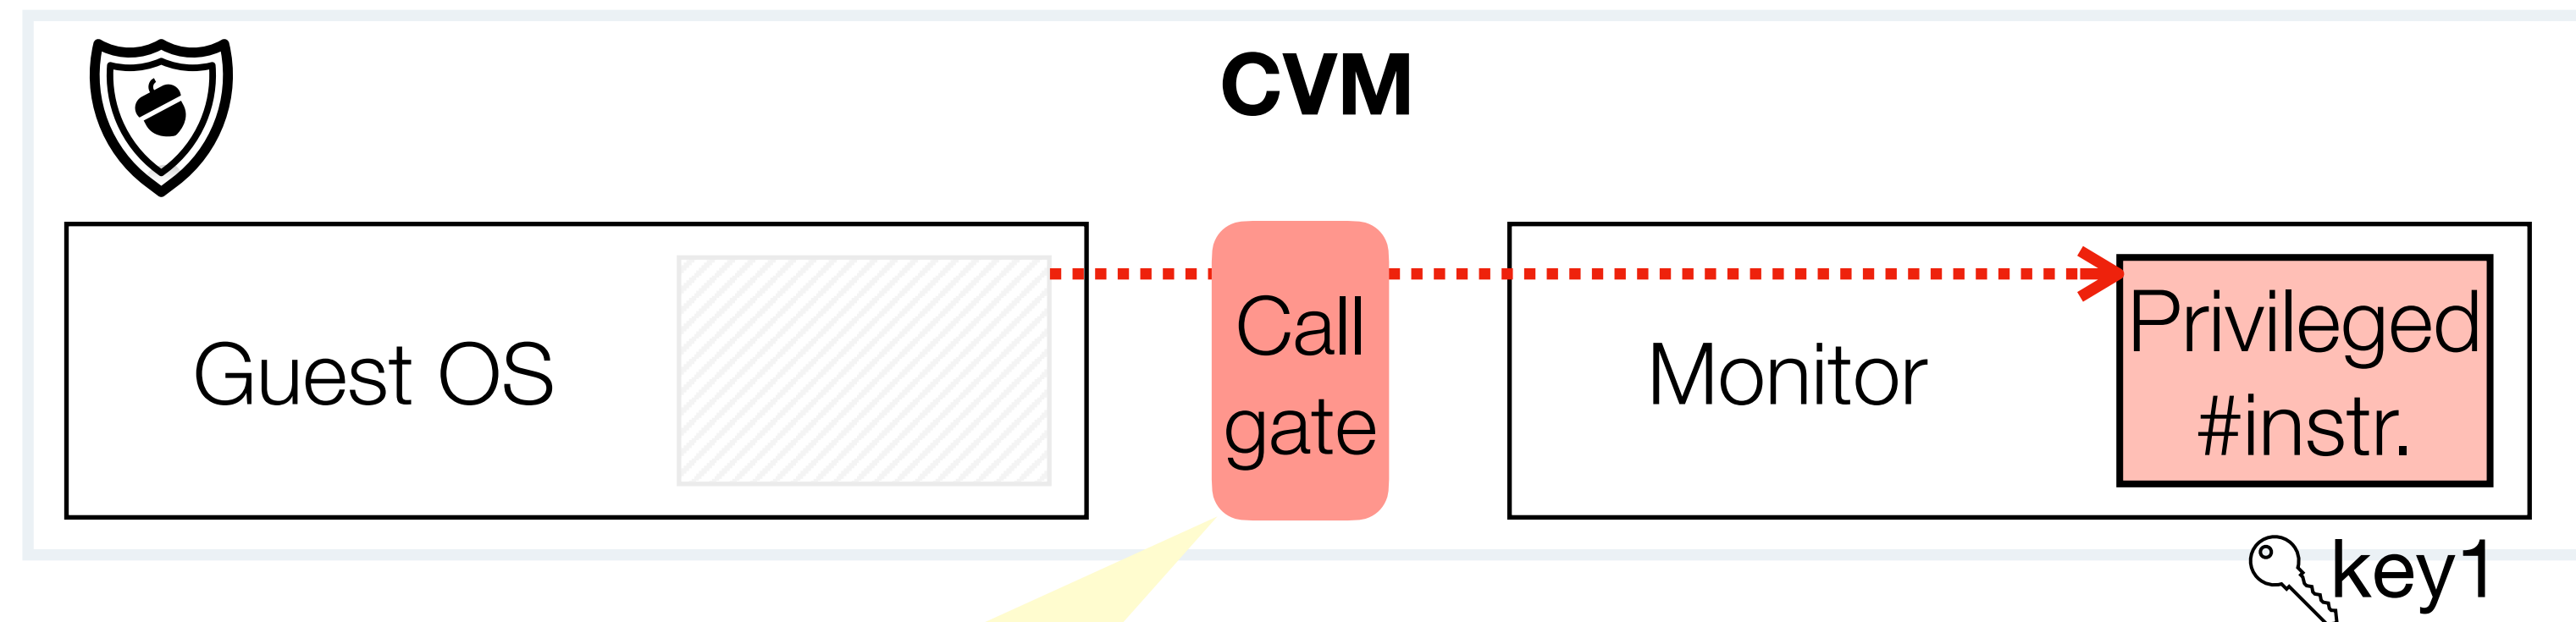 CVM
Guest OS
Call
gate
Monitor
Privileged
#instr.
key1